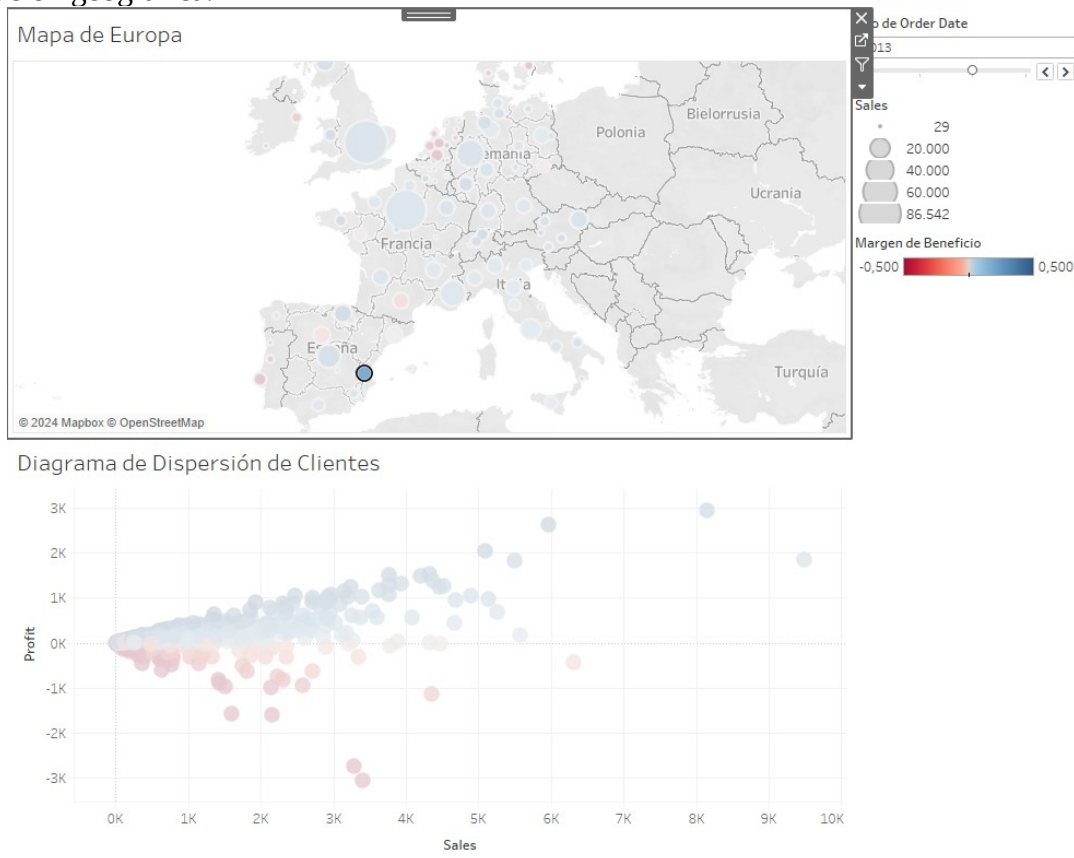 Mapa de Europa
o de Order Date
013
Sales
29
20.000
40.000
60.000
86.542
Margen de Beneficio
-0,500
0,500
Bielorrusia
Polonia
emania
Ucrania
Francia
It
España
Turquía
© 2024 Mapbox © OpenStreetMap
Diagrama de Dispersión de Clientes
3K
2K
1K
0K
-1K
-2K
-3K
Profit
0K 1K 2K 3K 4K 5K 6K 7K 8K 9K 10K
Sales